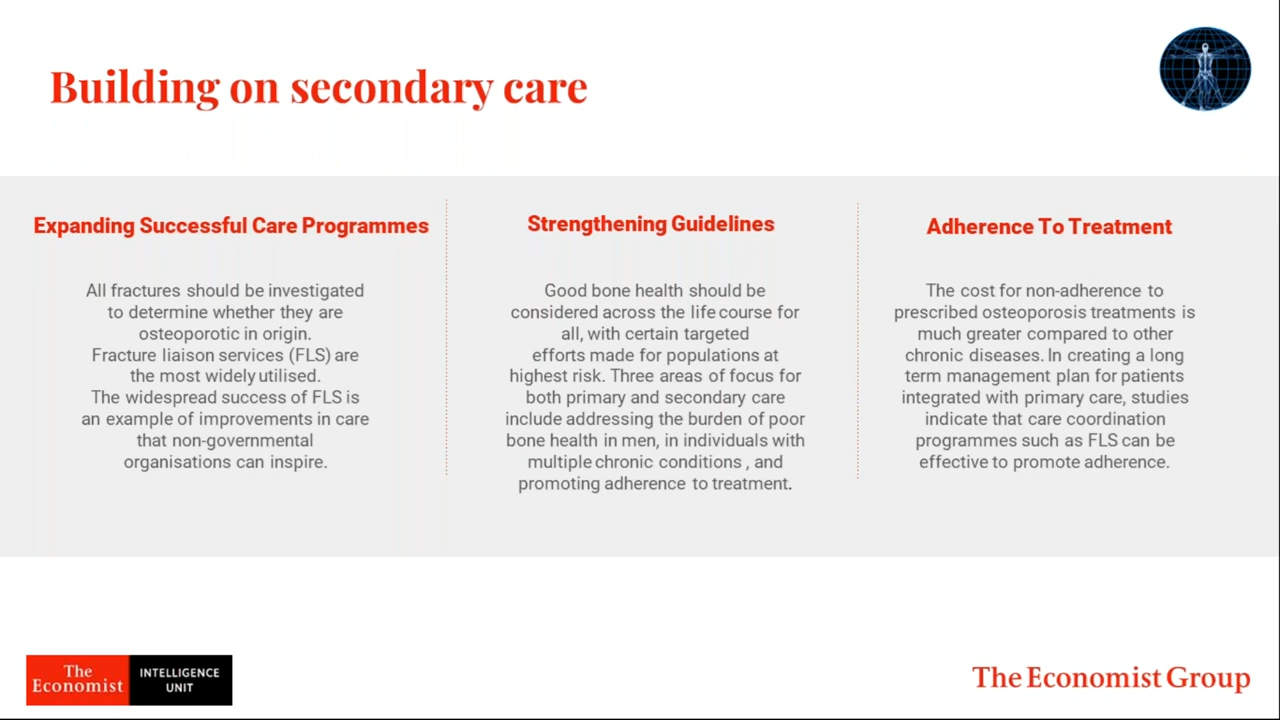 Building on secondary care
Expanding Successful Care Programmes
All fractures should be investigated
to determine whether they are
osteoporotic in origin.
Fracture liaison services (FLS) are
the most widely utilised.
The widespread success of FLS is
an example of improvements in care
that non-governmental
organisations can inspire.
Strengthening Guidelines
Good bone health should be
considered across the life course for
all, with certain targeted
efforts made for populations at
highest risk. Three areas of focus for
both primary and secondary care
include addressing the burden of poor
bone health in men, in individuals with
multiple chronic conditions , and
promoting adherence to treatment.
Adherence To Treatment
The cost for non-adherence to
prescribed osteoporosis treatments is
much greater compared to other
chronic diseases. In creating a long
term management plan for patients
integrated with primary care, studies
indicate that care coordination
programmes such as FLS can be
effective to promote adherence.
The
Economist
INTELLIGENCE
UNIT
The Economist Group